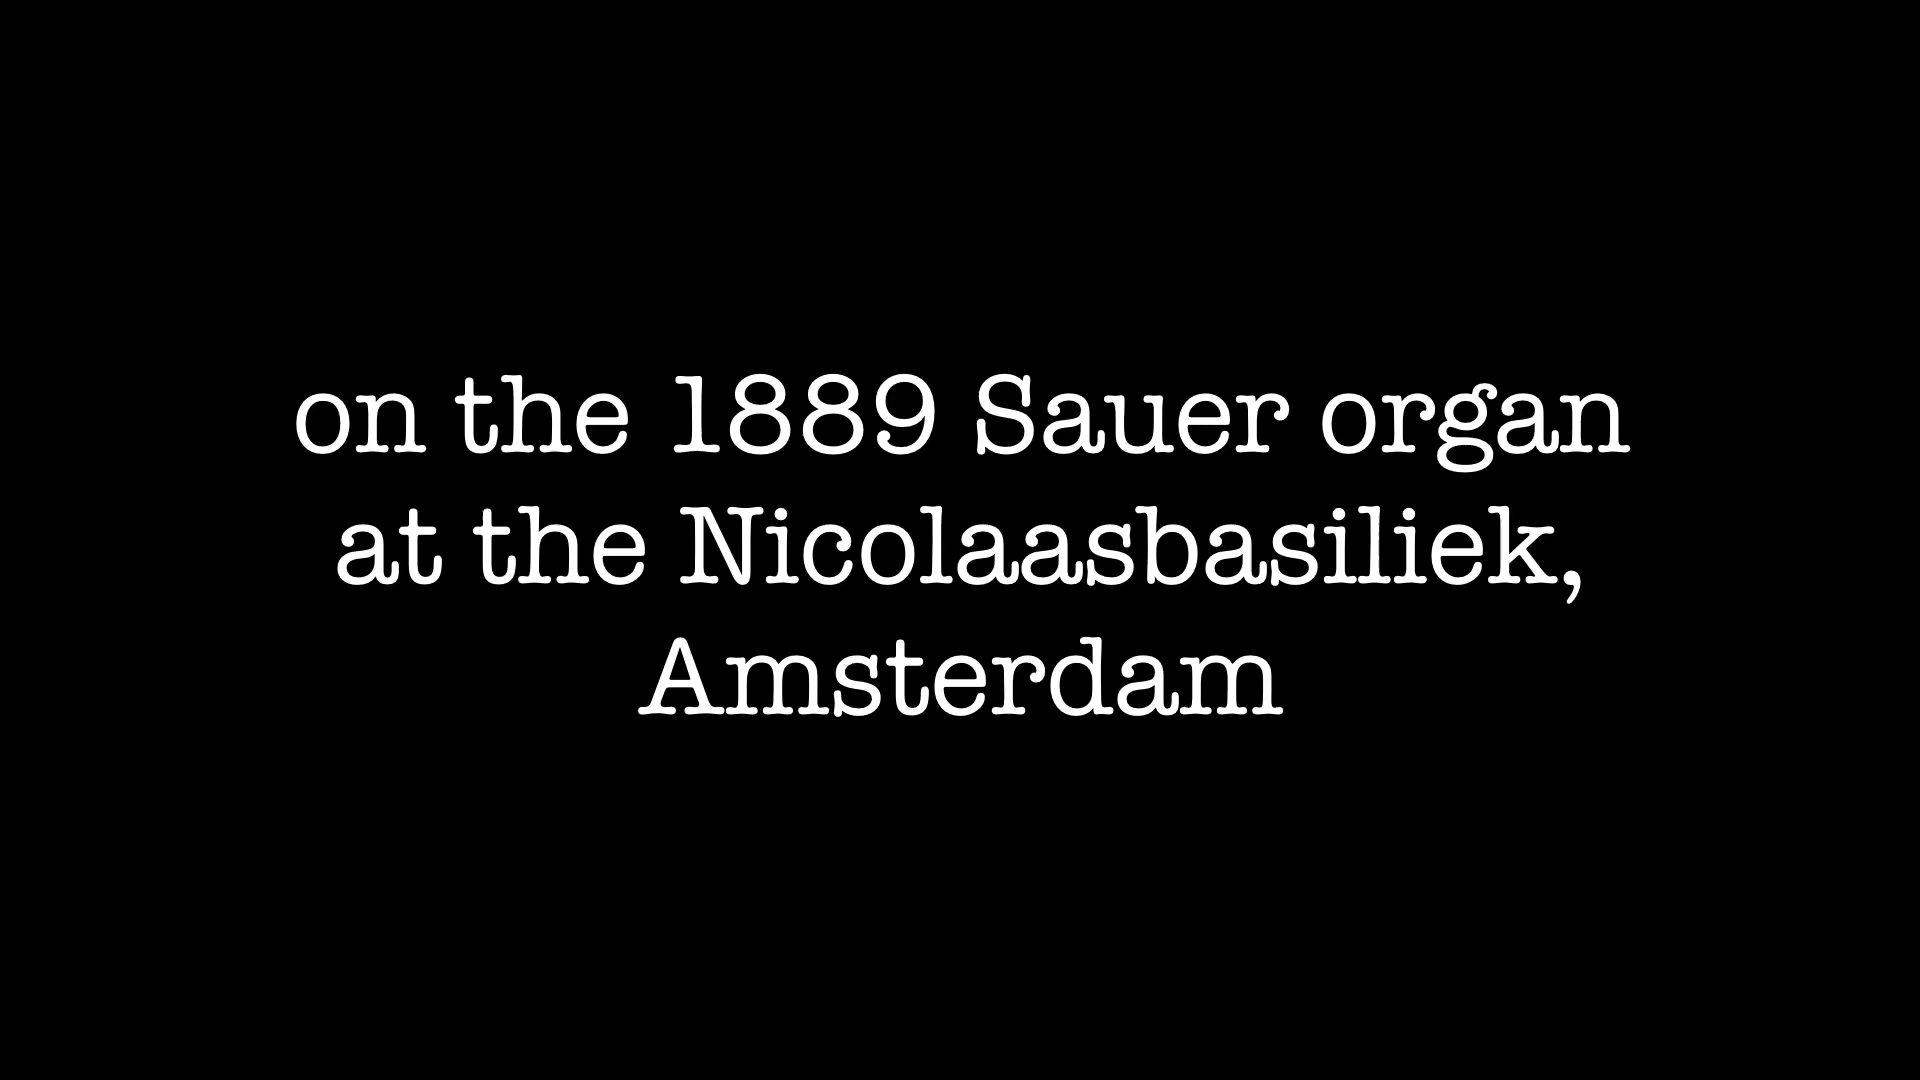 on the 1889 Sauer organ
at the Nicolaasbasiliek,
Amsterdam